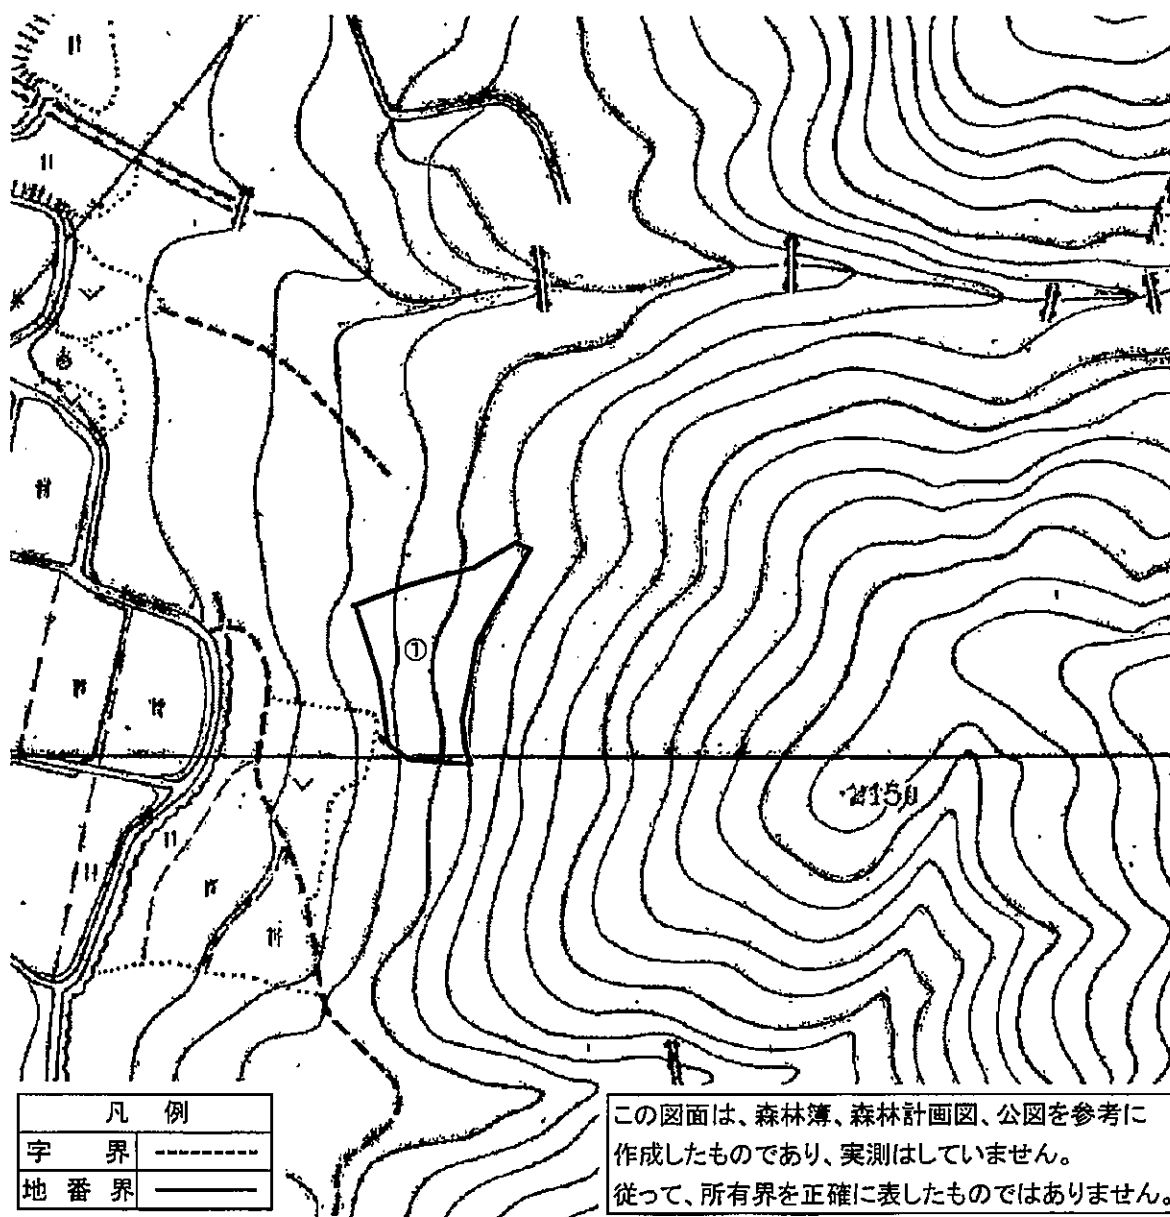 ①
凡 例
字 界
地 番 界
この図面は、森林簿、森林計画図、公図を参考に
作成したものであり、実測はしていません。
従って、所有界を正確に表したものではありません。